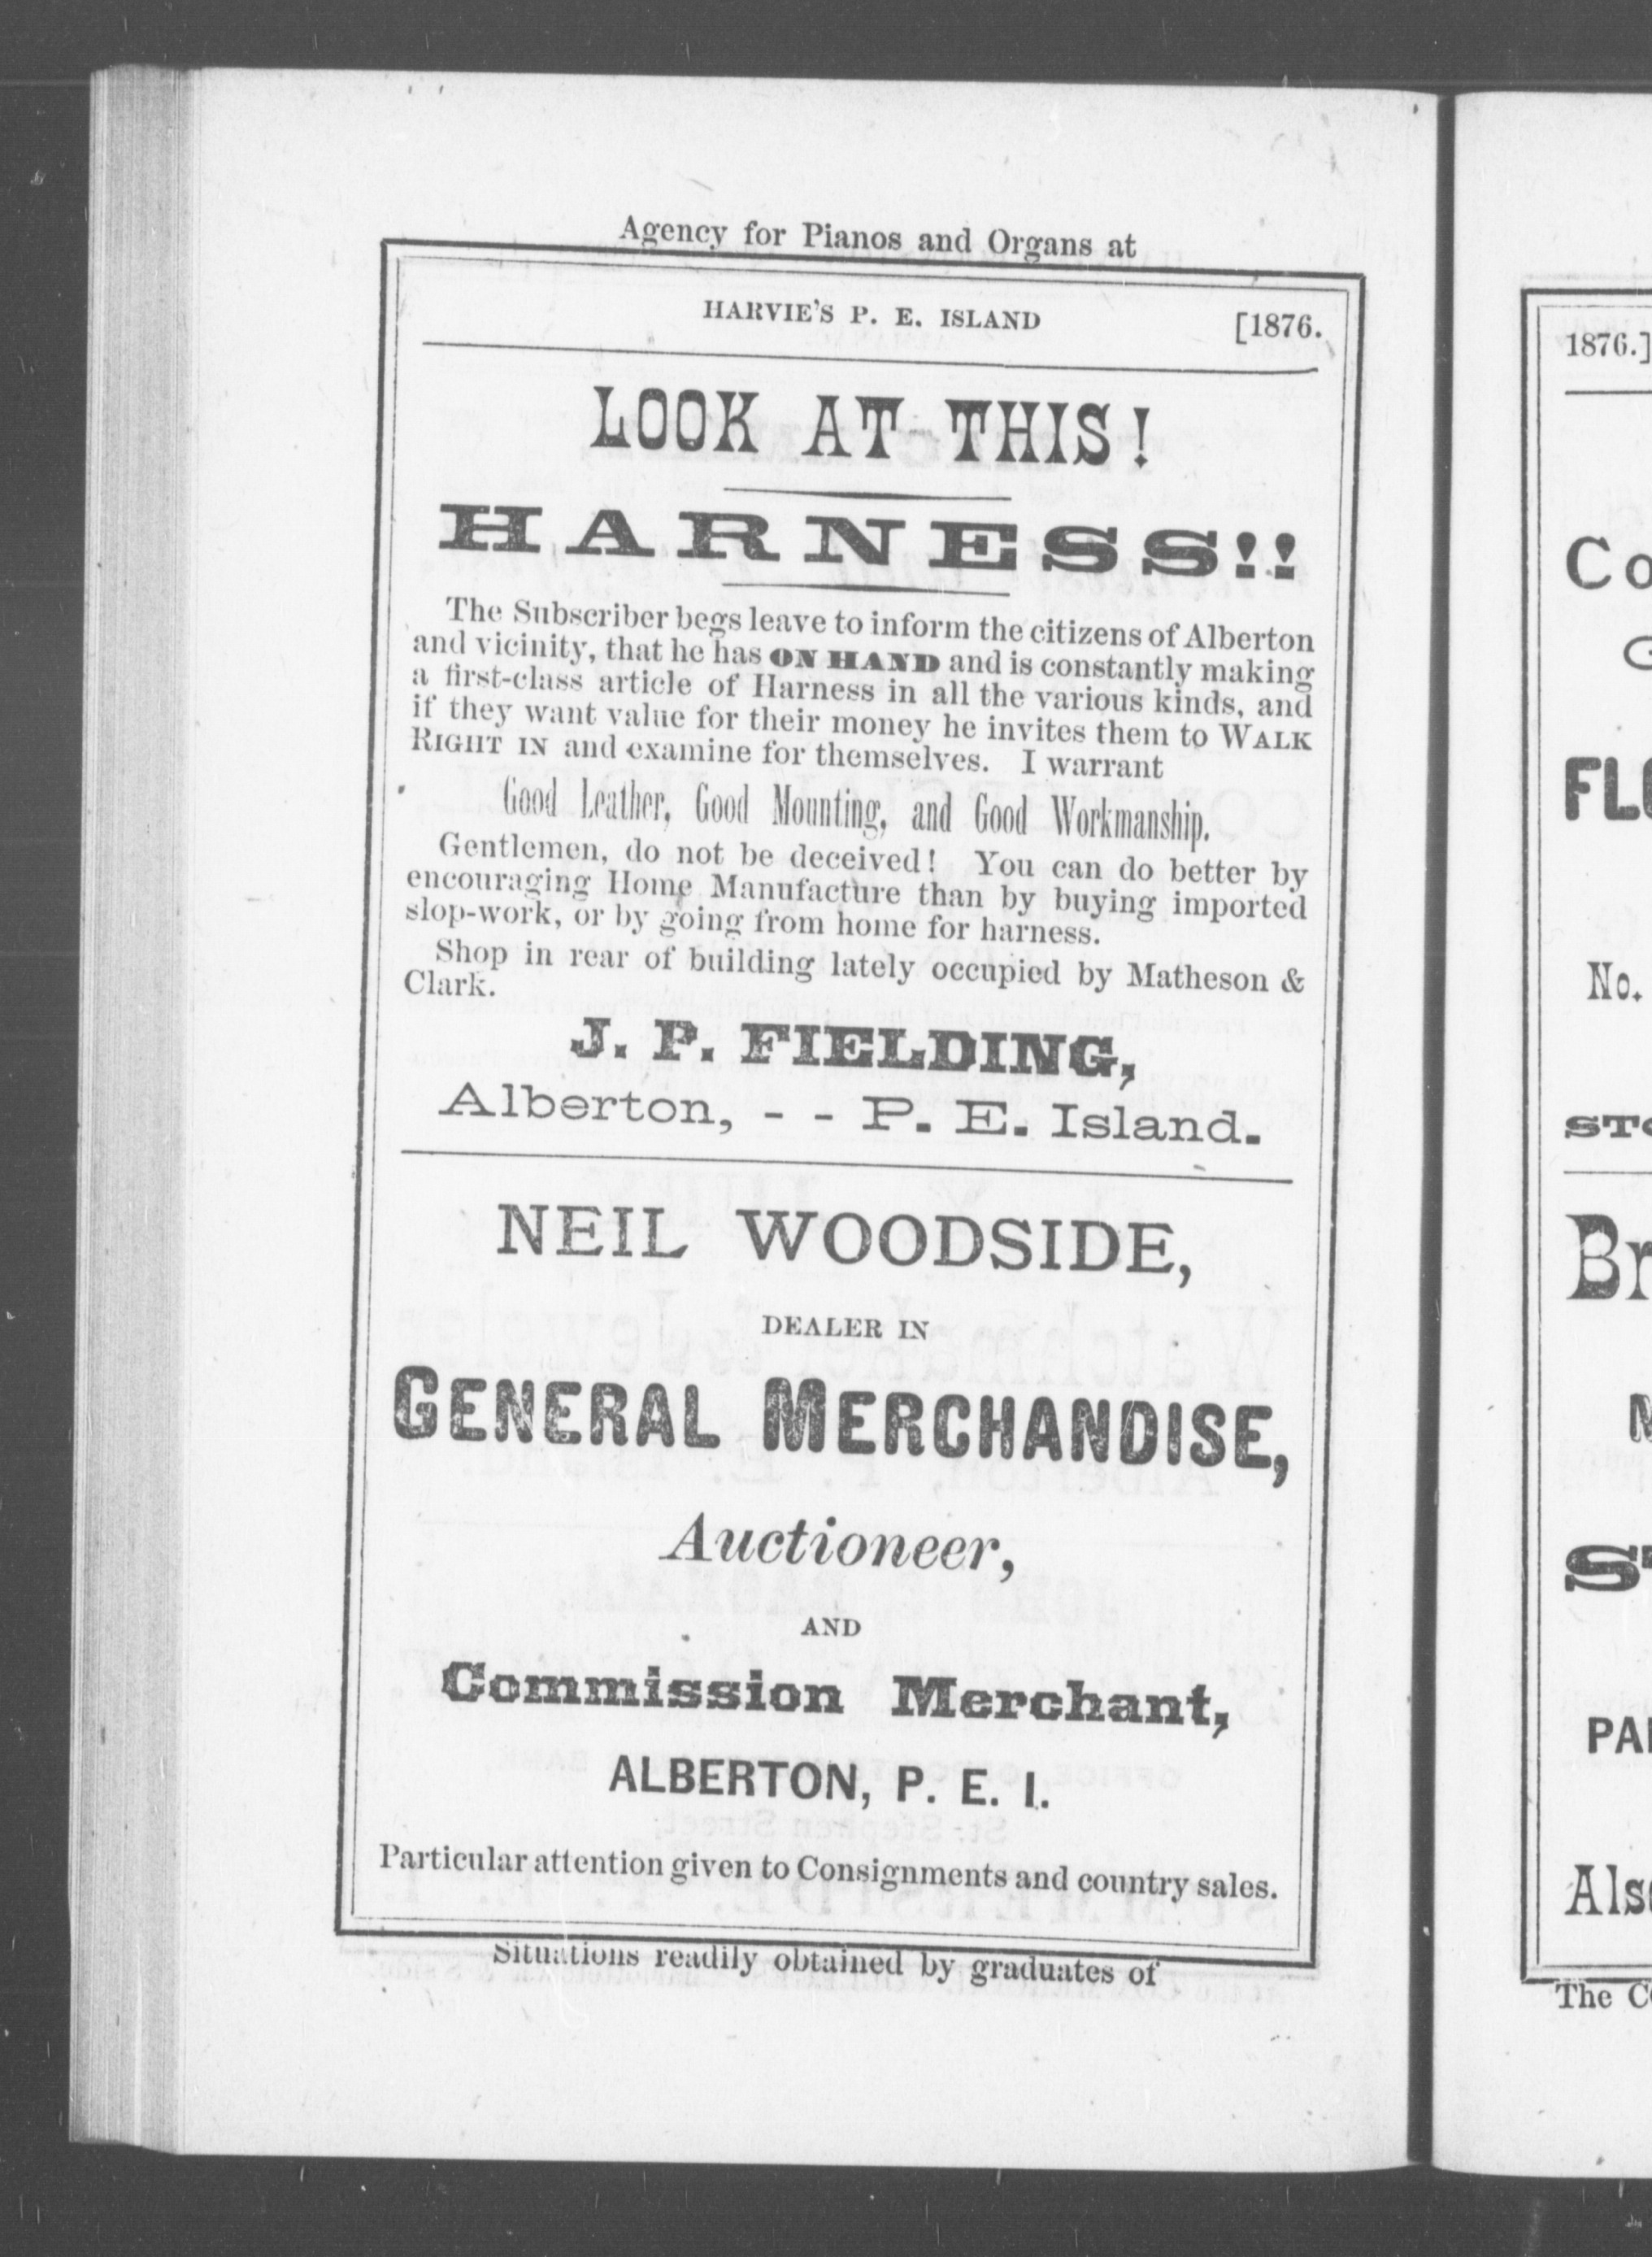 Agency for Pianos and Organs at
HARVIE'S P. E. ISLAND [1876.
LOOK AT THIS!
HARNESS!!
The Subscriber begs leave to inform the citizens of Alberton
and vicinity, that he has ON HAND and is constantly making
a first-class article of Harness in all the various kinds, and
if they want value for their money he invites them to WALK
RIGHT IN and examine for themselves. I warrant
Good Leather, Good Mounting, and Good Workmanship.
Gentlemen, do not be deceived! You can do better by
encouraging Home Manufacture than by buying imported
slop-work, or by going from home for harness.
Shop in rear of building lately occupied by Matheson &
Clark.
J. P. FIELDING,
Alberton, - - P. E. Island.
NEIL WOODSIDE,
DEALER IN
GENERAL MERCHANDISE,
Auctioneer,
AND
Commission Merchant,
ALBERTON, P. E. I.
Particular attention given to Consignments and country sales.
Situations readily obtained by graduates of
1876.]
No.
The